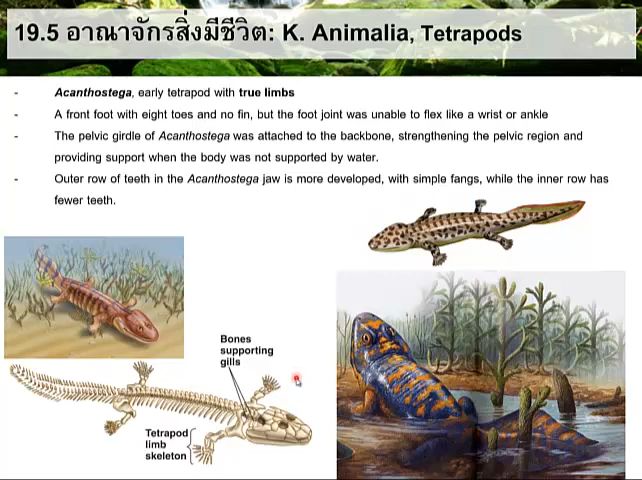 19.5 อาณาจักรสิ่งมีชีวิต: K. Animalia, Tetrapods
- Acanthostega, early tetrapod with true limbs
- A front foot with eight toes and no fin, but the foot joint was unable to flex like a wrist or ankle
- The pelvic girdle of Acanthostega was attached to the backbone, strengthening the pelvic region and
providing support when the body was not supported by water.
- Outer row of teeth in the Acanthostega jaw is more developed, with simple fangs, while the inner row has
fewer teeth.
Bones
supporting
gills
Tetrapod
limb
skeleton